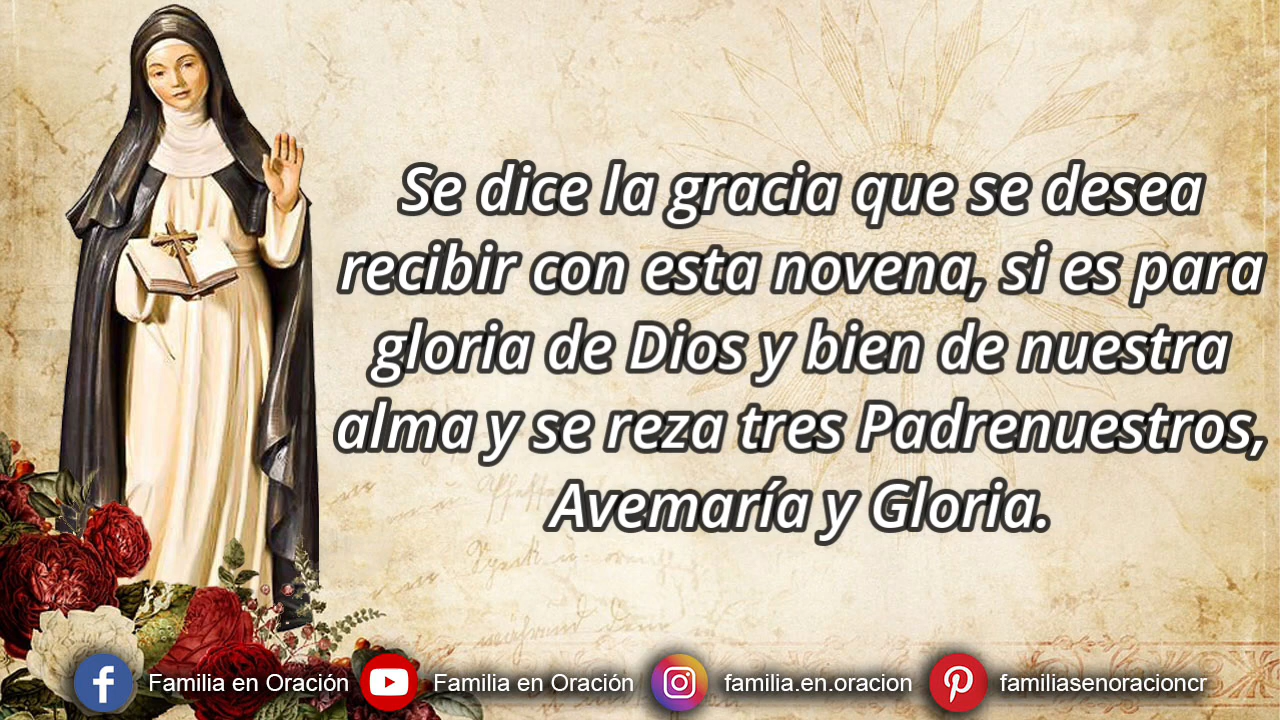 Se dice la gracia que se desea
recibir con esta novena, si es para
gloria de Dios y bien de nuestra
alma y se reza tres Padrenuestros,
Avemaría y Gloria.
Familia en Oración
Familia en Oración
familia.en.oracion
familiasenoracioncr